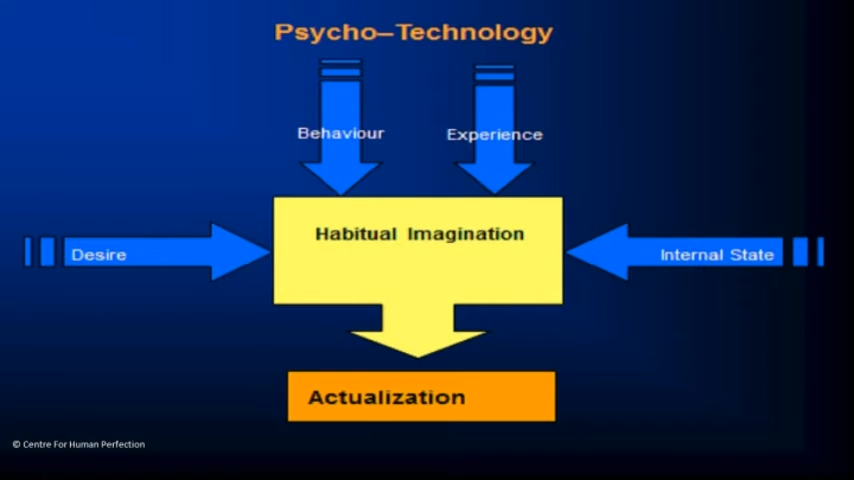 Psycho–Technology
Behaviour
Experience
Habitual Imagination
Desire
Internal State
Actualization
© Centre For Human Perfection